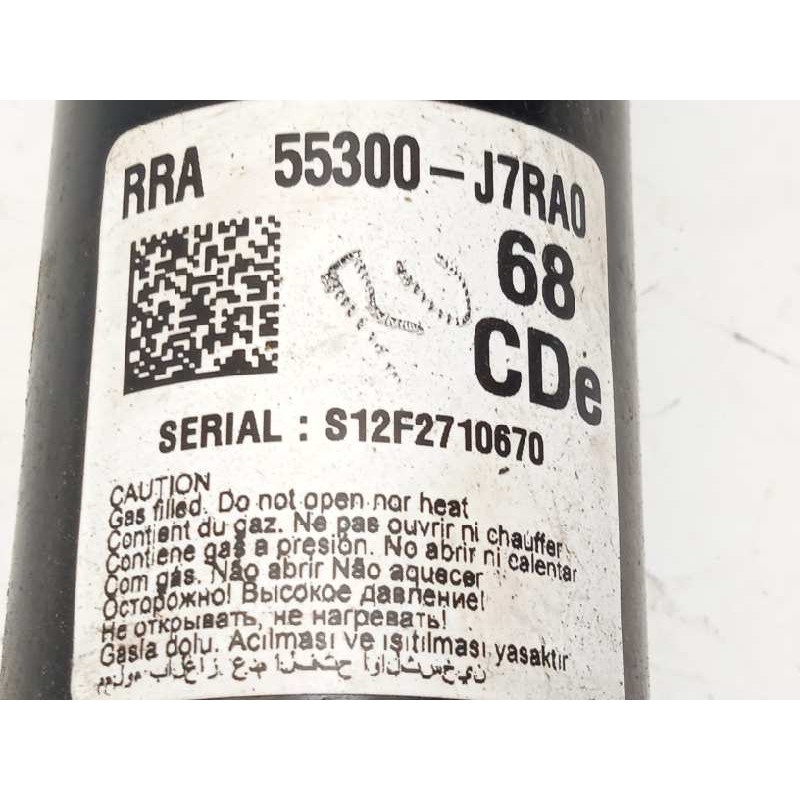 RRA 55300-J7RA0
68
CDe
SERIAL : S12F2710670
CAUTION
Gas filled. Do not open nor heat
Contient du gaz. Ne pas ouvrir ni chauffer
Contiene gas a presión. No abrir ni calentar
Com gás. Não abrir Não aquecer
Осторожно! Высокое давление!
Не открывать, не нагревать!
Gasla dolu. Acılması ve ısıtılması yasaktır